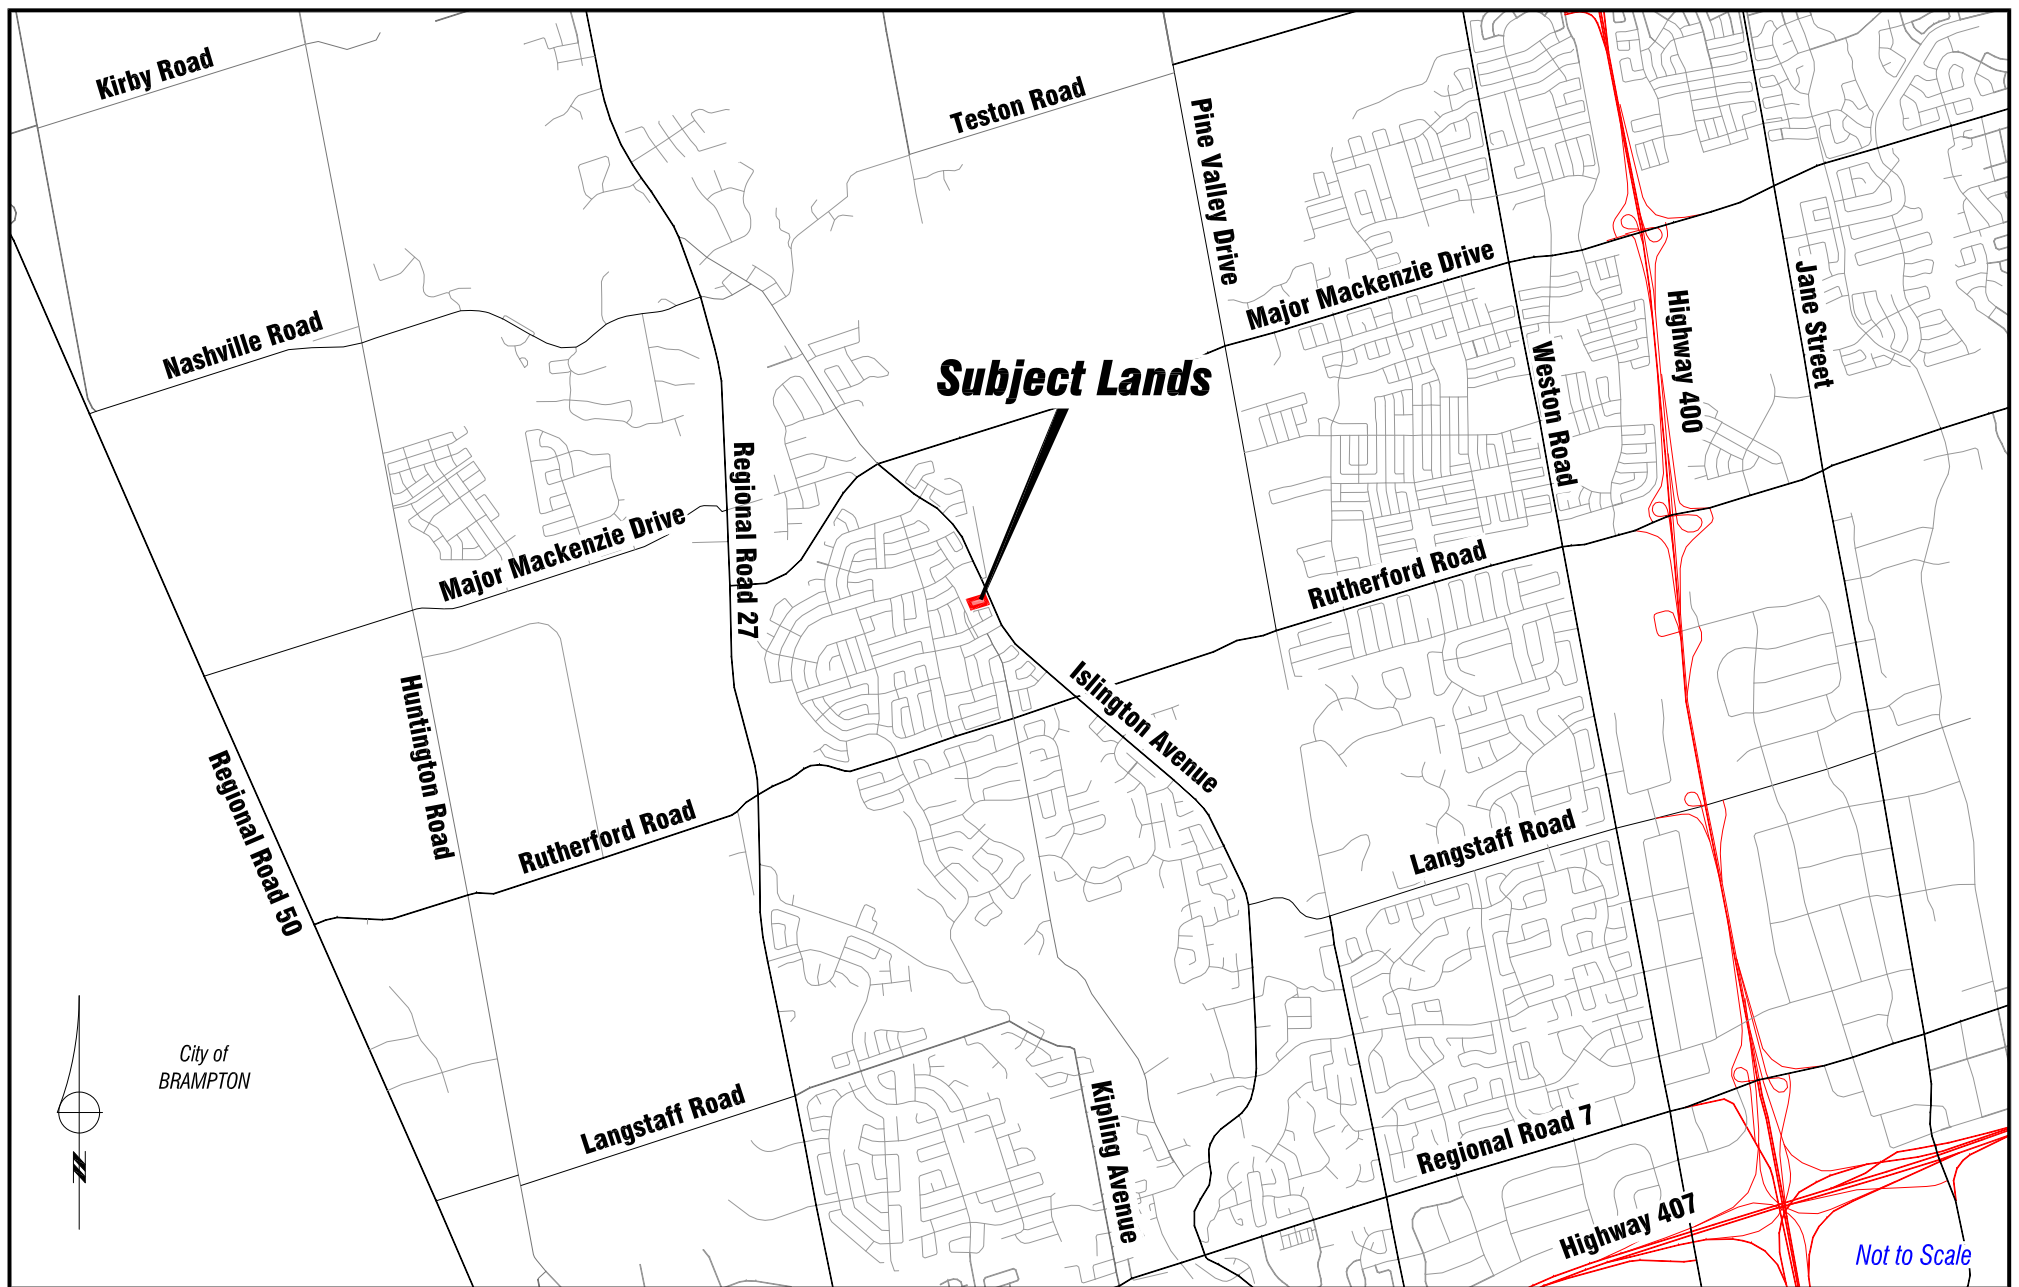 Kirby Road
Teston Road
Pine Valley Drive
Major Mackenzie Drive
Nashville Road
Highway 400
Jane Street
Weston Road
Subject Lands
Regional Road 27
Major Mackenzie Drive
Rutherford Road
Huntington Road
Islington Avenue
Regional Road 50
Rutherford Road
Langstaff Road
City of
BRAMPTON
Langstaff Road
Kipling Avenue
Regional Road 7
Highway 407
Not to Scale
N